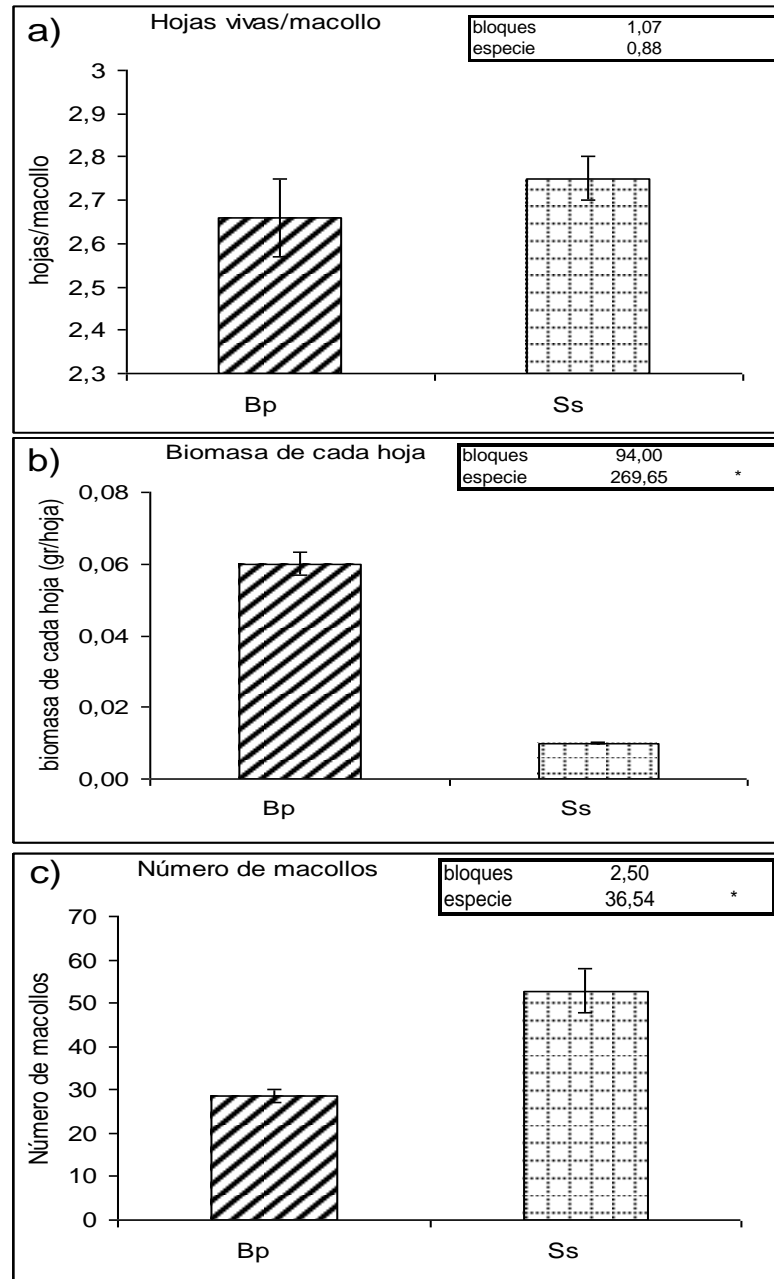 a) Hojas vivas/macollo
bloques 1,07
especie 0,88
hojas/macollo
3
2,9
2,8
2,7
2,6
2,5
2,4
2,3
Bp Ss
b) Biomasa de cada hoja
bloques 94,00
especie 269,65 *
biomasa de cada hoja (gr/hoja)
0,08
0,06
0,04
0,02
0,00
Bp Ss
c) Número de macollos
bloques 2,50
especie 36,54 *
Número de macollos
70
60
50
40
30
20
10
0
Bp Ss